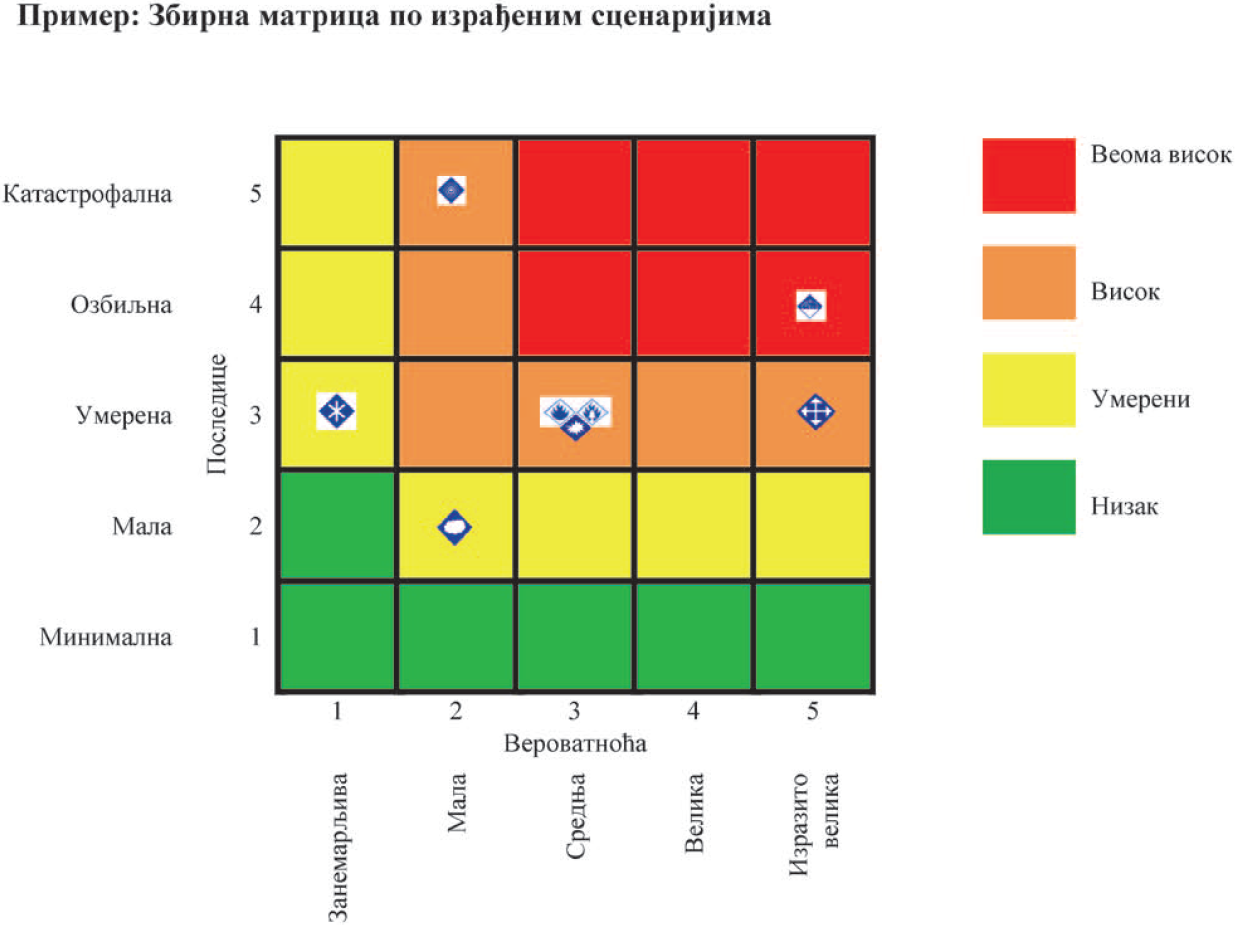 Пример: Збирна матрица по израђеним сценаријима
Веома висок
Висок
Умерени
Низак
Последице
Катастрофална 5
Озбиљна 4
Умерена 3
Мала 2
Минимална 1
1 2 3 4 5
Вероватноћа
Занемарљива
Мала
Средња
Велика
Изразито
велика